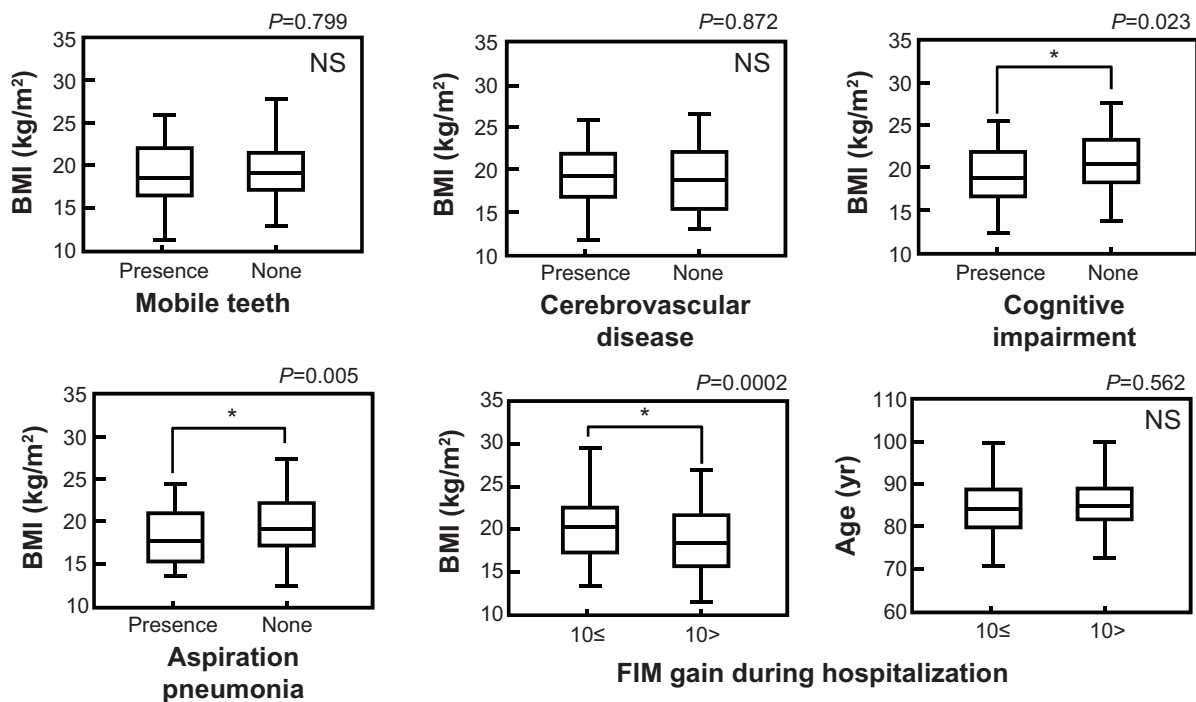 P=0.799
NS
BMI (kg/m²)
35
30
25
20
15
10
Presence
None
Mobile teeth
P=0.872
NS
BMI (kg/m²)
35
30
25
20
15
10
Presence
None
Cerebrovascular
disease
P=0.023
*
BMI (kg/m²)
35
30
25
20
15
10
Presence
None
Cognitive
impairment
P=0.005
*
BMI (kg/m²)
35
30
25
20
15
10
Presence
None
Aspiration
pneumonia
P=0.0002
*
BMI (kg/m²)
35
30
25
20
15
10
10≤
10>
P=0.562
NS
Age (yr)
110
100
90
80
70
60
10≤
10>
FIM gain during hospitalization